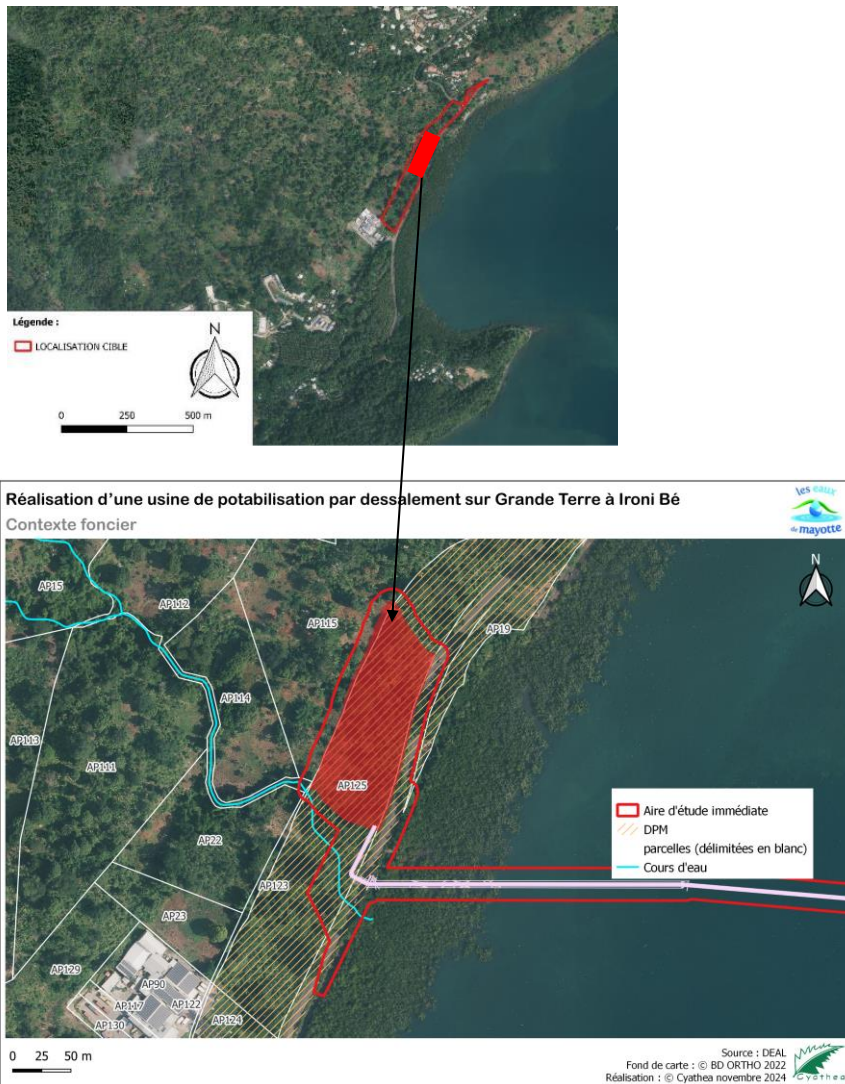 Légende :
LOCALISATION CIBLE
N
0 250 500 m
Réalisation d'une usine de potabilisation par dessalement sur Grande Terre à Ironi Bé
Contexte foncier
les eaux
de mayotte
N
AP15
AP112
AP115
AP19
AP114
AP113
AP111
AP125
AP22
Aire d'étude immédiate
DPM
parcelles (délimitées en blanc)
Cours d'eau
AP123
AP23
AP129
AP90
AP117
AP122
AP130
AP124
0 25 50 m
Source : DEAL
Fond de carte : © BD ORTHO 2022
Réalisation : © Cyathea novembre 2024
Cyathea